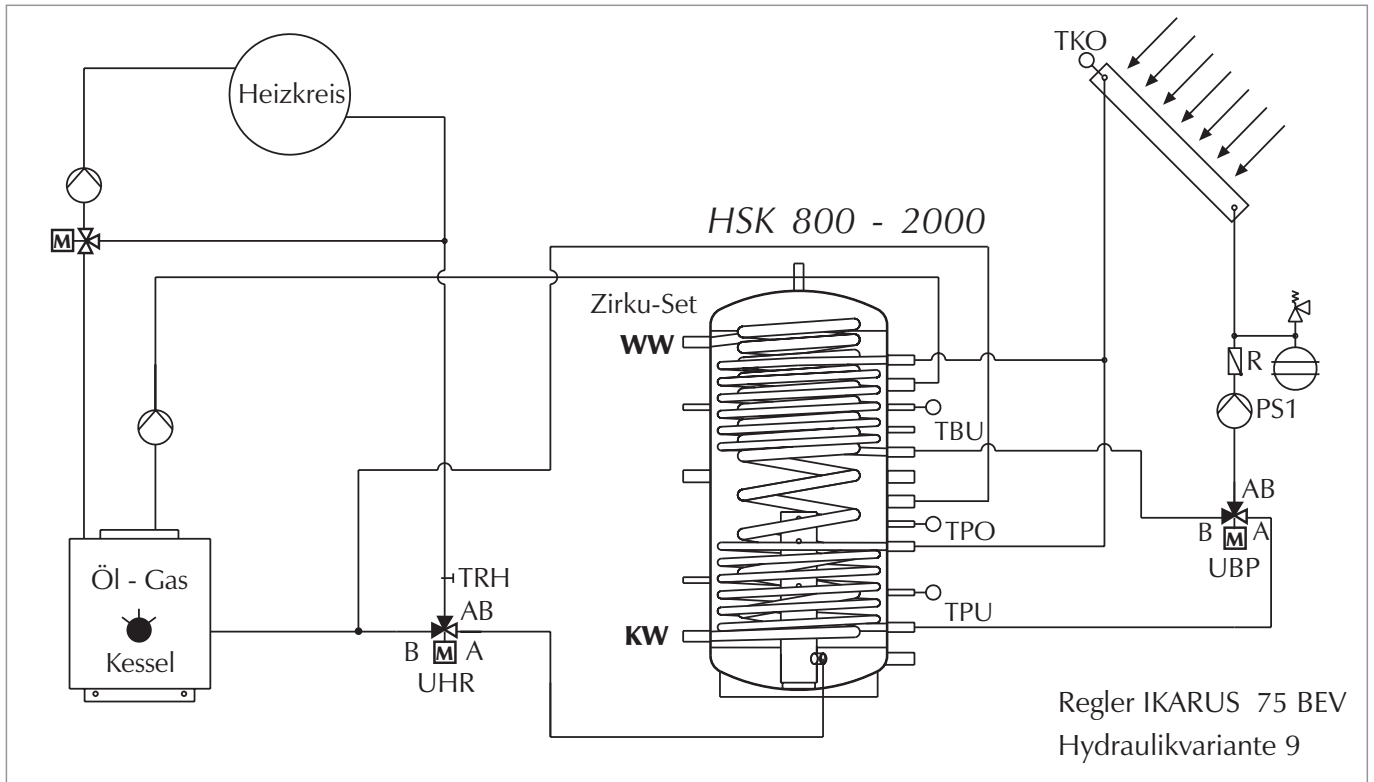 TKO
Heizkreis
HSK 800 - 2000
M
Zirku-Set
WW
R
PS1
TBU
AB
TPO
B
M
A
UBP
Öl - Gas
TRH
TPU
AB
KW
Kessel
B
M
A
UHR
Regler IKARUS 75 BEV
Hydraulikvariante 9